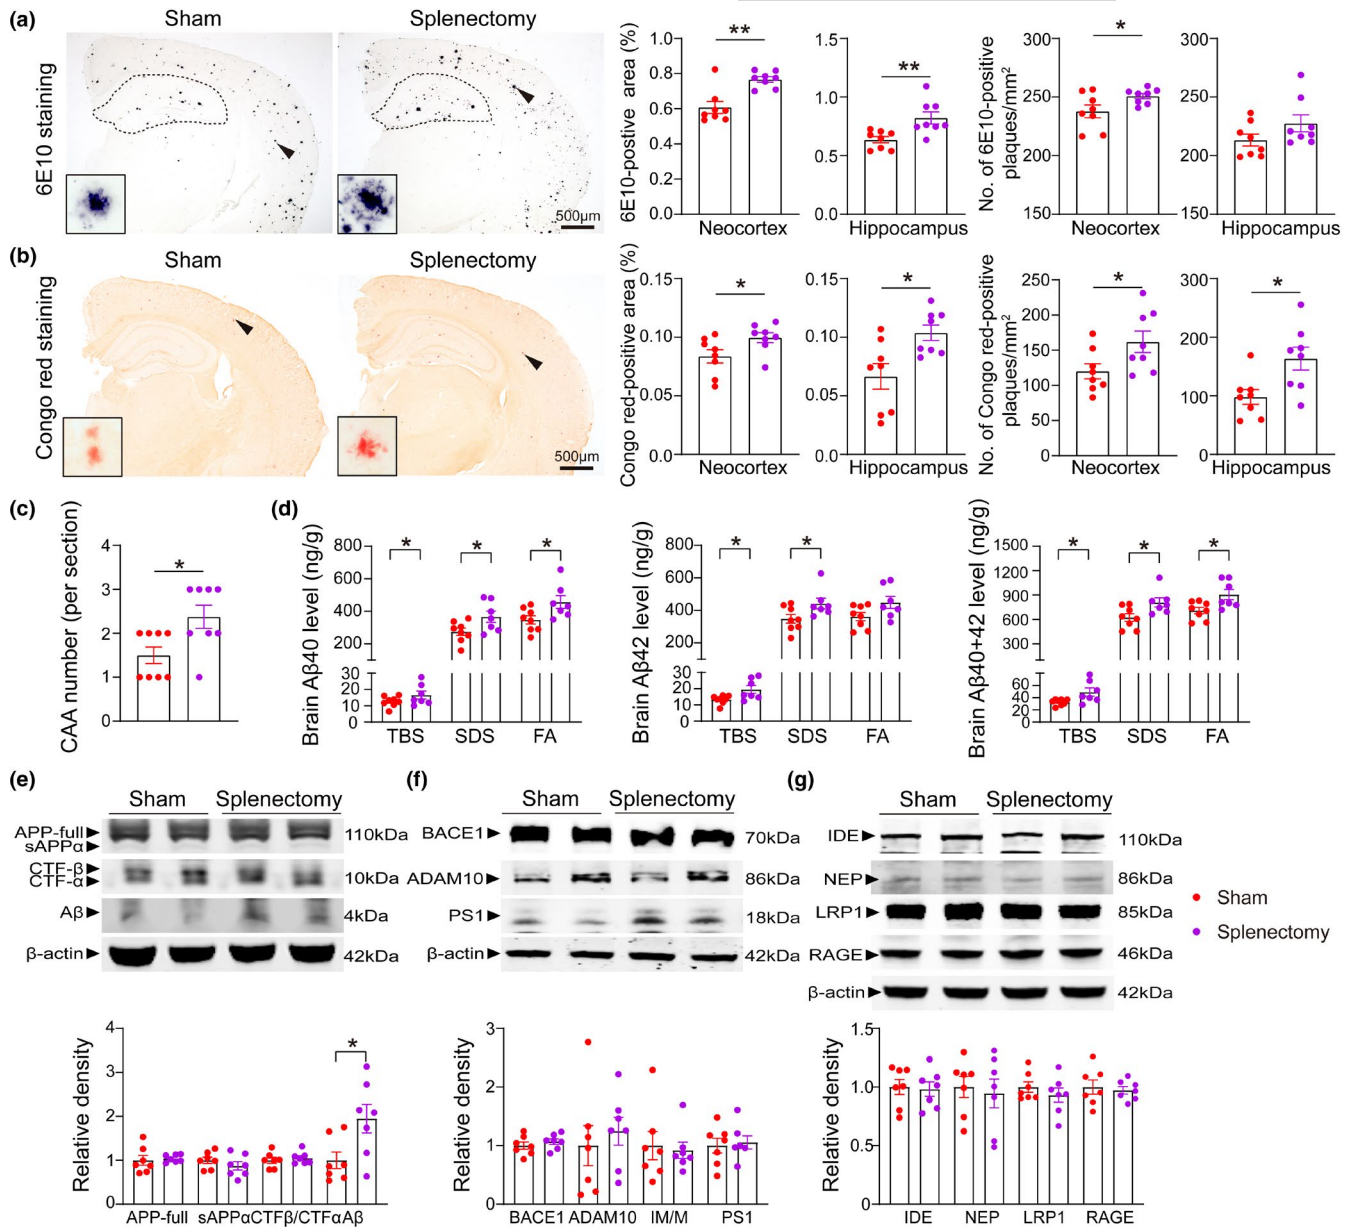 (a)
Sham
Splenectomy
6E10 staining
500μm
6E10-postive area (%)
1.0
0.8
0.6
0.4
0.2
0.0
**
Neocortex
1.5
1.0
0.5
0.0
**
Hippocampus
No. of 6E10-positive
plaques/mm²
300
250
200
150
*
Neocortex
300
250
200
150
Hippocampus
(b)
Sham
Splenectomy
Congo red staining
500μm
Congo red-positive area (%)
0.15
0.10
0.05
0.0
*
Neocortex
0.15
0.10
0.05
0.0
*
Hippocampus
No. of Congo red-positive
plaques/mm²
250
200
150
100
50
0
*
Neocortex
300
200
100
0
*
Hippocampus
(c)
CAA number (per section)
4
3
2
1
0
*
(d)
Brain Aβ40 level (ng/g)
800
600
400
200
30
20
10
0
* * *
TBS SDS FA
Brain Aβ42 level (ng/g)
800
600
400
200
30
20
10
0
* *
TBS SDS FA
Brain Aβ40+42 level (ng/g)
1500
1200
900
600
300
60
40
20
0
* * *
TBS SDS FA
(e)
Sham Splenectomy
APP-full 110kDa
sAPPα
CTF-β
CTF-α 10kDa
Aβ 4kDa
β-actin 42kDa
Relative density
4
3
2
1
0
*
APP-full sAPPαCTFβ/CTFαAβ
(f)
Sham Splenectomy
BACE1 70kDa
ADAM10 86kDa
PS1 18kDa
β-actin 42kDa
Relative density
3
2
1
0
BACE1 ADAM10 IM/M PS1
(g)
Sham Splenectomy
IDE 110kDa
NEP 86kDa
LRP1 85kDa
RAGE 46kDa
β-actin 42kDa
Relative density
1.5
1.0
0.5
0
IDE NEP LRP1 RAGE
Sham
Splenectomy